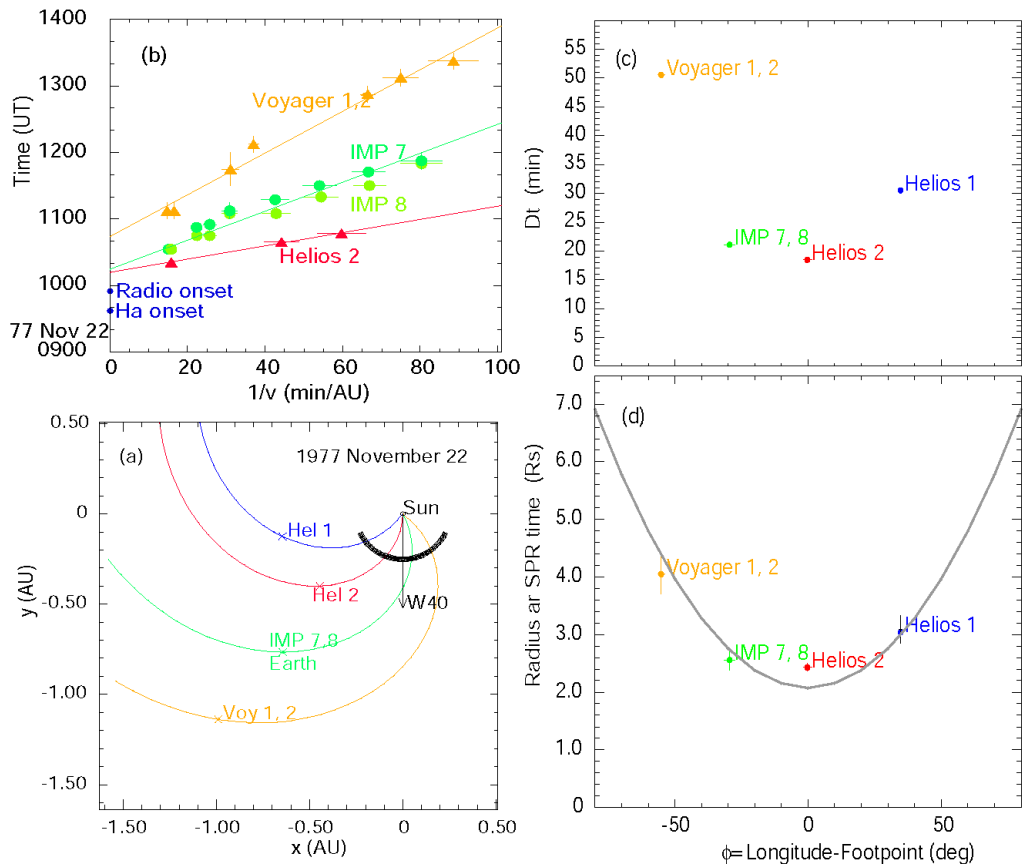 1400
1300
1200
1100
1000
0900
Time (UT)
(b)
Voyager 1,2
IMP 7
IMP 8
Helios 2
Radio onset
Ha onset
77 Nov 22
0 20 40 60 80 100
1/v (min/AU)
55
50
45
40
35
30
25
20
15
10
5
0
Dt (min)
(c)
Voyager 1, 2
Helios 1
IMP 7, 8
Helios 2
0.50
0
-0.50
-1.00
-1.50
y (AU)
(a)
1977 November 22
Sun
Hel 1
Hel 2
W40
IMP 7,8
Earth
Voy 1, 2
-1.50 -1.00 -0.50 0 0.50
x (AU)
7.0
6.0
5.0
4.0
3.0
2.0
1.0
0
Radius ar SPR time (Rs)
(d)
Voyager 1, 2
Helios 1
IMP 7, 8
Helios 2
-50 0 50
ϕ=Longitude-Footpoint (deg)